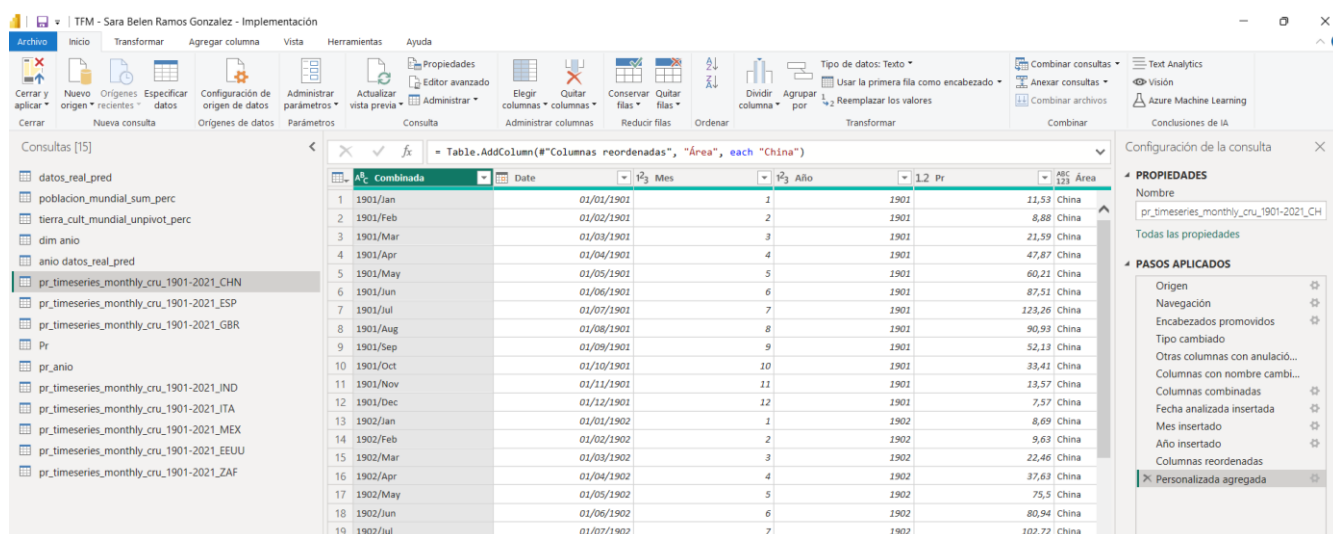 TFM - Sara Belen Ramos Gonzalez - Implementación
Archivo Inicio Transformar Agregar columna Vista Herramientas Ayuda
Cerrar y aplicar
Nuevo origen
Orígenes recientes
Especificar datos
Configuración de origen de datos
Administrar parámetros
Actualizar vista previa
Propiedades
Editor avanzado
Administrar
Elegir columnas
Quitar columnas
Conservar filas
Quitar filas
Dividir columna
Agrupar por
Tipo de datos: Texto
Usar la primera fila como encabezado
Reemplazar los valores
Combinar consultas
Anexar consultas
Combinar archivos
Text Analytics
Visión
Azure Machine Learning
Cerrar Nueva consulta Orígenes de datos Parámetros Consulta Administrar columnas Reducir filas Ordenar Transformar Combinar Conclusiones de IA
Consultas [15]
datos_real_pred
poblacion_mundial_sum_perc
tierra_cult_mundial_unpivot_perc
dim anio
anio datos_real_pred
pr_timeseries_monthly_cru_1901-2021_CHN
pr_timeseries_monthly_cru_1901-2021_ESP
pr_timeseries_monthly_cru_1901-2021_GBR
Pr
pr_anio
pr_timeseries_monthly_cru_1901-2021_IND
pr_timeseries_monthly_cru_1901-2021_ITA
pr_timeseries_monthly_cru_1901-2021_MEX
pr_timeseries_monthly_cru_1901-2021_EEUU
pr_timeseries_monthly_cru_1901-2021_ZAF
fx = Table.AddColumn(#"Columnas reordenadas", "Área", each "China")
ABC Combinada Date 123 Mes 123 Año 1.2 Pr ABC 123 Área
1 1901/Jan 01/01/1901 1 1901 11,53 China
2 1901/Feb 01/02/1901 2 1901 8,88 China
3 1901/Mar 01/03/1901 3 1901 21,59 China
4 1901/Apr 01/04/1901 4 1901 47,87 China
5 1901/May 01/05/1901 5 1901 60,21 China
6 1901/Jun 01/06/1901 6 1901 87,51 China
7 1901/Jul 01/07/1901 7 1901 123,26 China
8 1901/Aug 01/08/1901 8 1901 90,93 China
9 1901/Sep 01/09/1901 9 1901 52,13 China
10 1901/Oct 01/10/1901 10 1901 33,41 China
11 1901/Nov 01/11/1901 11 1901 13,57 China
12 1901/Dec 01/12/1901 12 1901 7,57 China
13 1902/Jan 01/01/1902 1 1902 8,69 China
14 1902/Feb 01/02/1902 2 1902 9,63 China
15 1902/Mar 01/03/1902 3 1902 22,46 China
16 1902/Apr 01/04/1902 4 1902 37,63 China
17 1902/May 01/05/1902 5 1902 75,5 China
18 1902/Jun 01/06/1902 6 1902 80,94 China
19 1902/Jul 01/07/1902 7 1902 102,72 China
Configuración de la consulta
PROPIEDADES
Nombre
pr_timeseries_monthly_cru_1901-2021_CH
Todas las propiedades
PASOS APLICADOS
Origen
Navegación
Encabezados promovidos
Tipo cambiado
Otras columnas con anulació...
Columnas con nombre cambi...
Columnas combinadas
Fecha analizada insertada
Mes insertado
Año insertado
Columnas reordenadas
Personalizada agregada